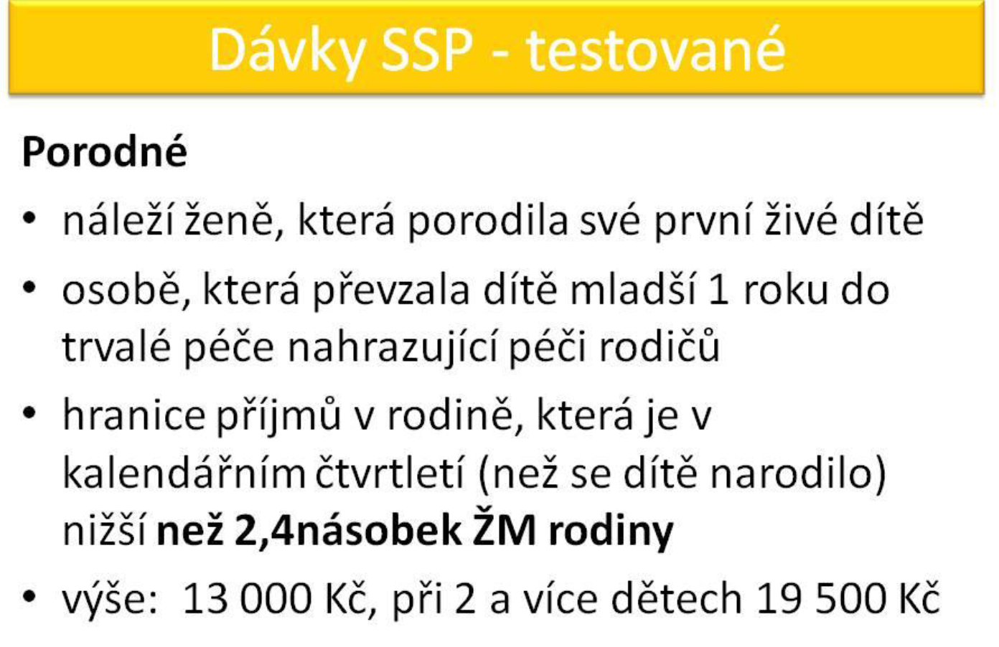 Dávky SSP - testované
Porodné
• náleží ženě, která porodila své první živé dítě
• osobě, která převzala dítě mladší 1 roku do
trvalé péče nahrazující péči rodičů
• hranice příjmů v rodině, která je v
kalendářním čtvrtletí (než se dítě narodilo)
nižší než 2,4násobek ŽM rodiny
• výše:  13 000 Kč, při 2 a více dětech 19 500 Kč